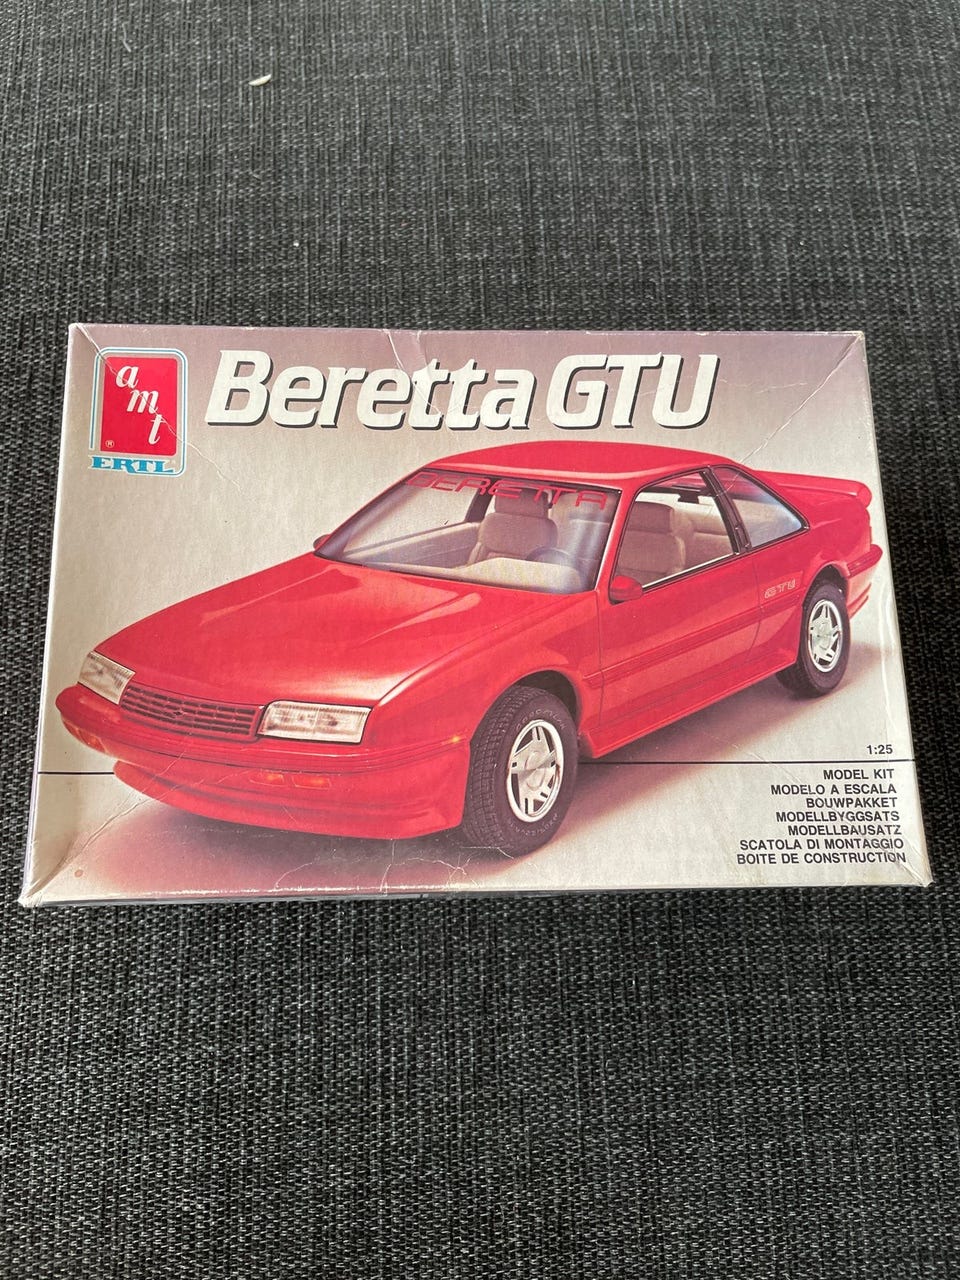 amt
®
ERTL
Beretta GTU
BERETTA
GTU
1:25
MODEL KIT
MODELO A ESCALA
BOUWPAKKET
MODELLBYGGSATS
MODELLBAUSATZ
SCATOLA DI MONTAGGIO
BOITE DE CONSTRUCTION